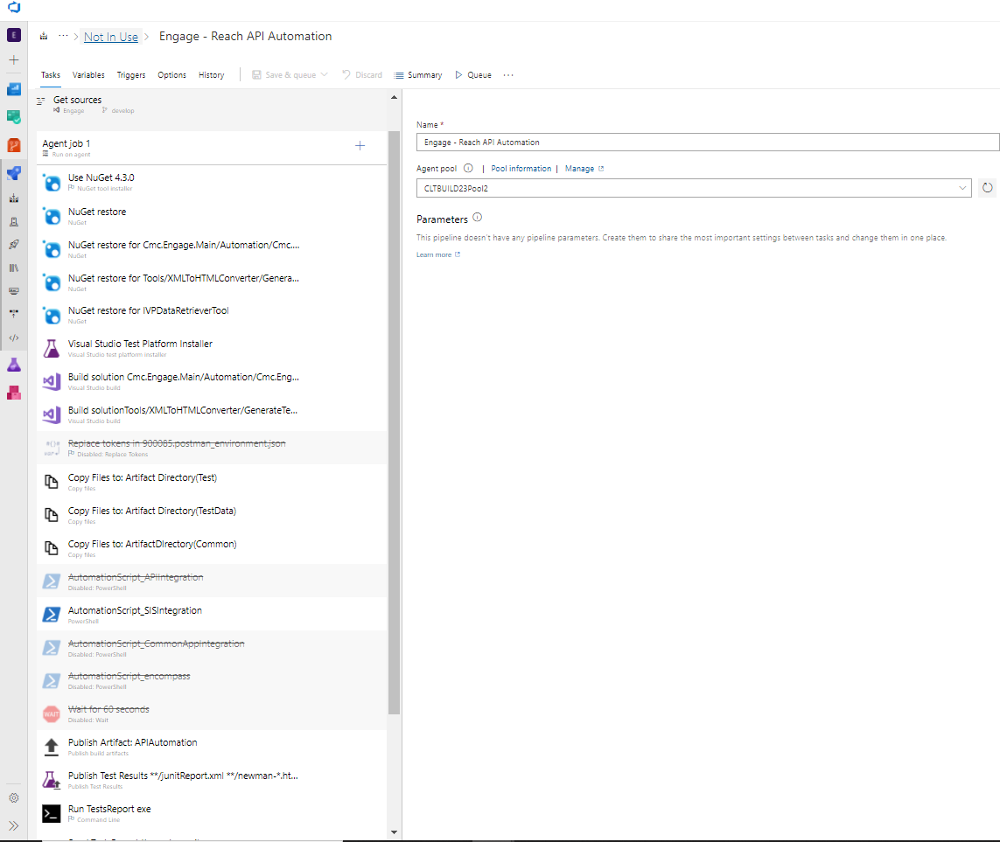 E
Not In Use
Engage - Reach API Automation
Tasks Variables Triggers Options History Save & queue Discard Summary Queue
Get sources
Engage develop
Agent job 1
Run on agent
Use NuGet 4.3.0
NuGet tool installer
NuGet restore
NuGet
NuGet restore for Cmc.Engage.Main/Automation/Cmc....
NuGet
NuGet restore for Tools/XMLToHTMLConverter/Genera...
NuGet
NuGet restore for IVPDataRetrieverTool
NuGet
Visual Studio Test Platform Installer
Visual Studio test platform installer
Build solution Cmc.Engage.Main/Automation/Cmc.Eng...
Visual Studio build
Build solutionTools/XMLToHTMLConverter/GenerateTe...
Visual Studio build
Replace tokens in 900085.postman_environment.json
Disabled: Replace Tokens
Copy Files to: Artifact Directory(Test)
Copy files
Copy Files to: Artifact Directory(TestData)
Copy files
Copy Files to: ArtifactDIrectory(Common)
Copy files
AutomationScript_APIIntegration
Disabled: PowerShell
AutomationScript_SISIntegration
PowerShell
AutomationScript_CommonAppIntegration
Disabled: PowerShell
AutomationScript_encompass
Disabled: PowerShell
WAIT
Wait for 60 seconds
Disabled: Wait
Publish Artifact: APIAutomation
Publish build artifacts
Publish Test Results **/junitReport.xml **/newman-*.ht...
Publish Test Results
Run TestsReport exe
Command Line
Name *
Engage - Reach API Automation
Agent pool | Pool information | Manage
CLTBUILD23Pool2
Parameters
This pipeline doesn't have any pipeline parameters. Create them to share the most important settings between tasks and change them in one place.
Learn more